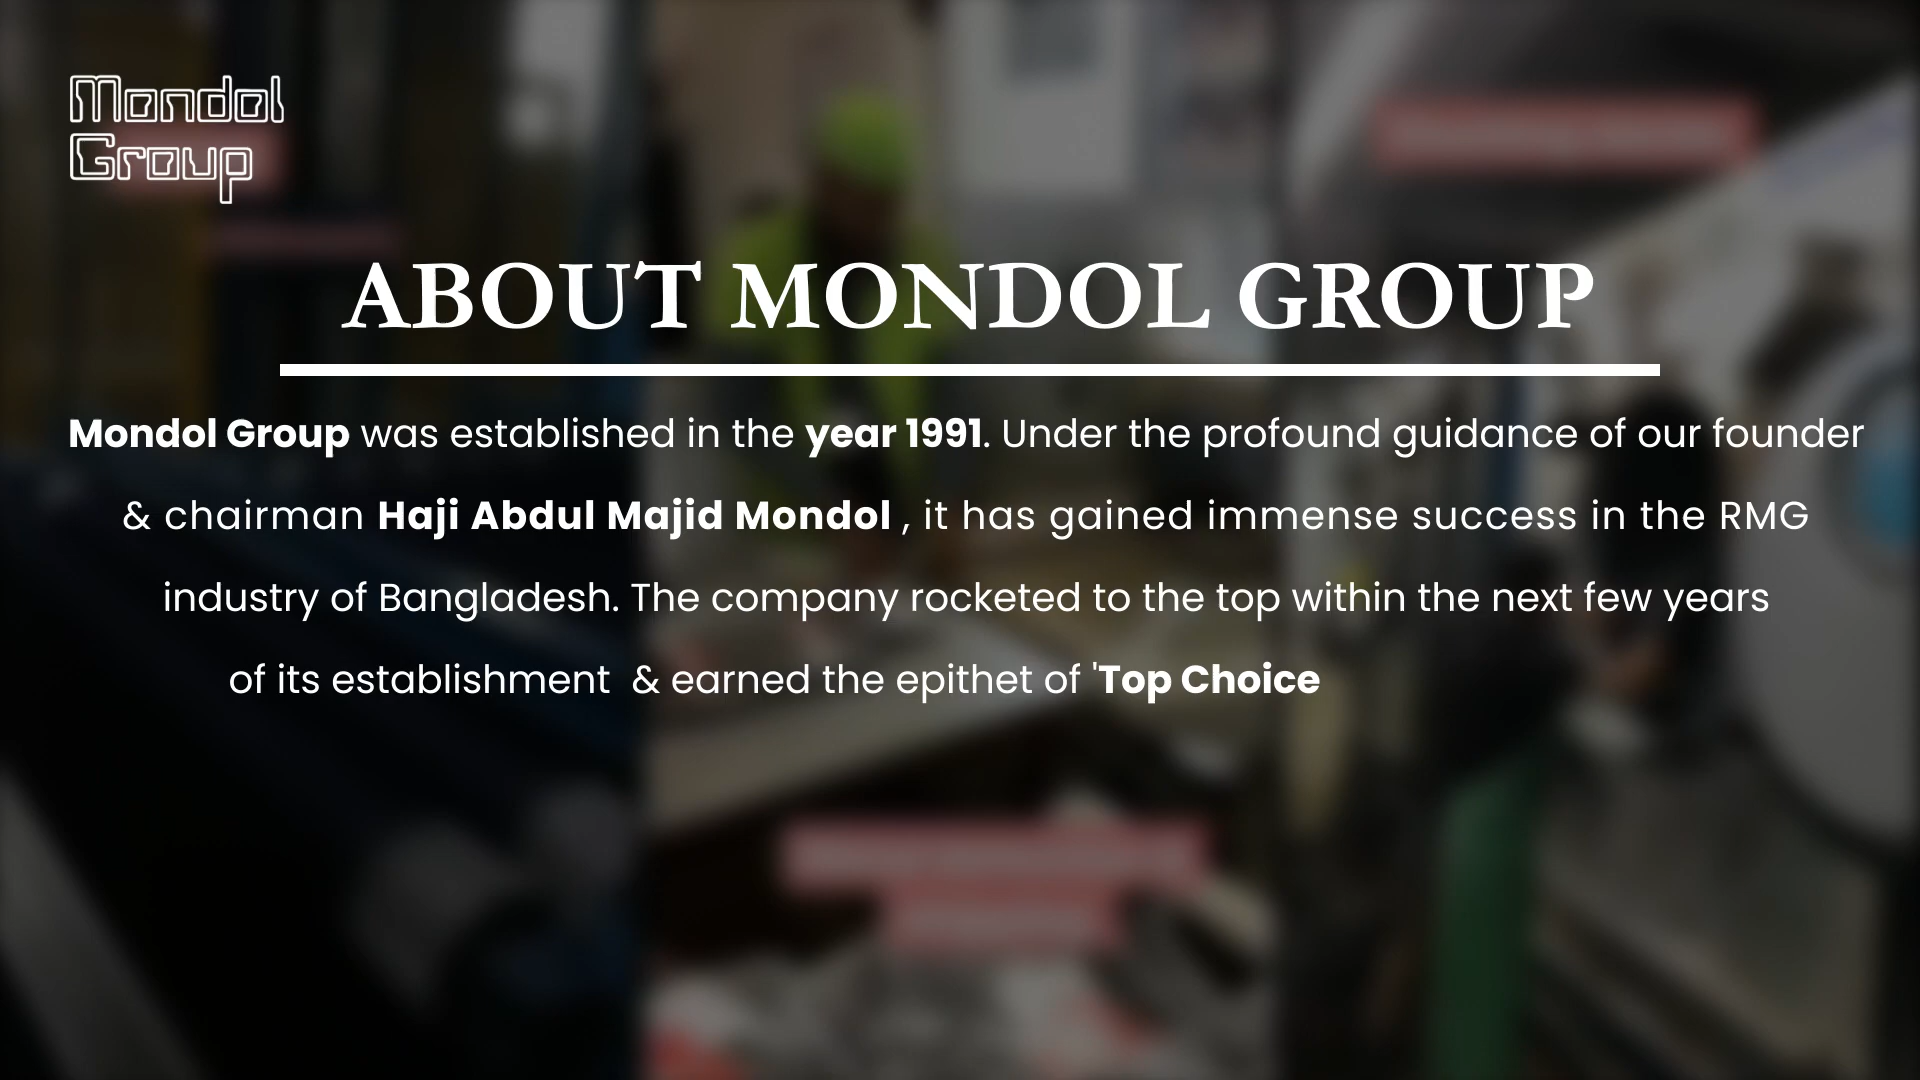 Mondol
Group
ABOUT MONDOL GROUP
Mondol Group was established in the year 1991. Under the profound guidance of our founder
& chairman Haji Abdul Majid Mondol , it has gained immense success in the RMG
industry of Bangladesh. The company rocketed to the top within the next few years
of its establishment  & earned the epithet of 'Top Choice